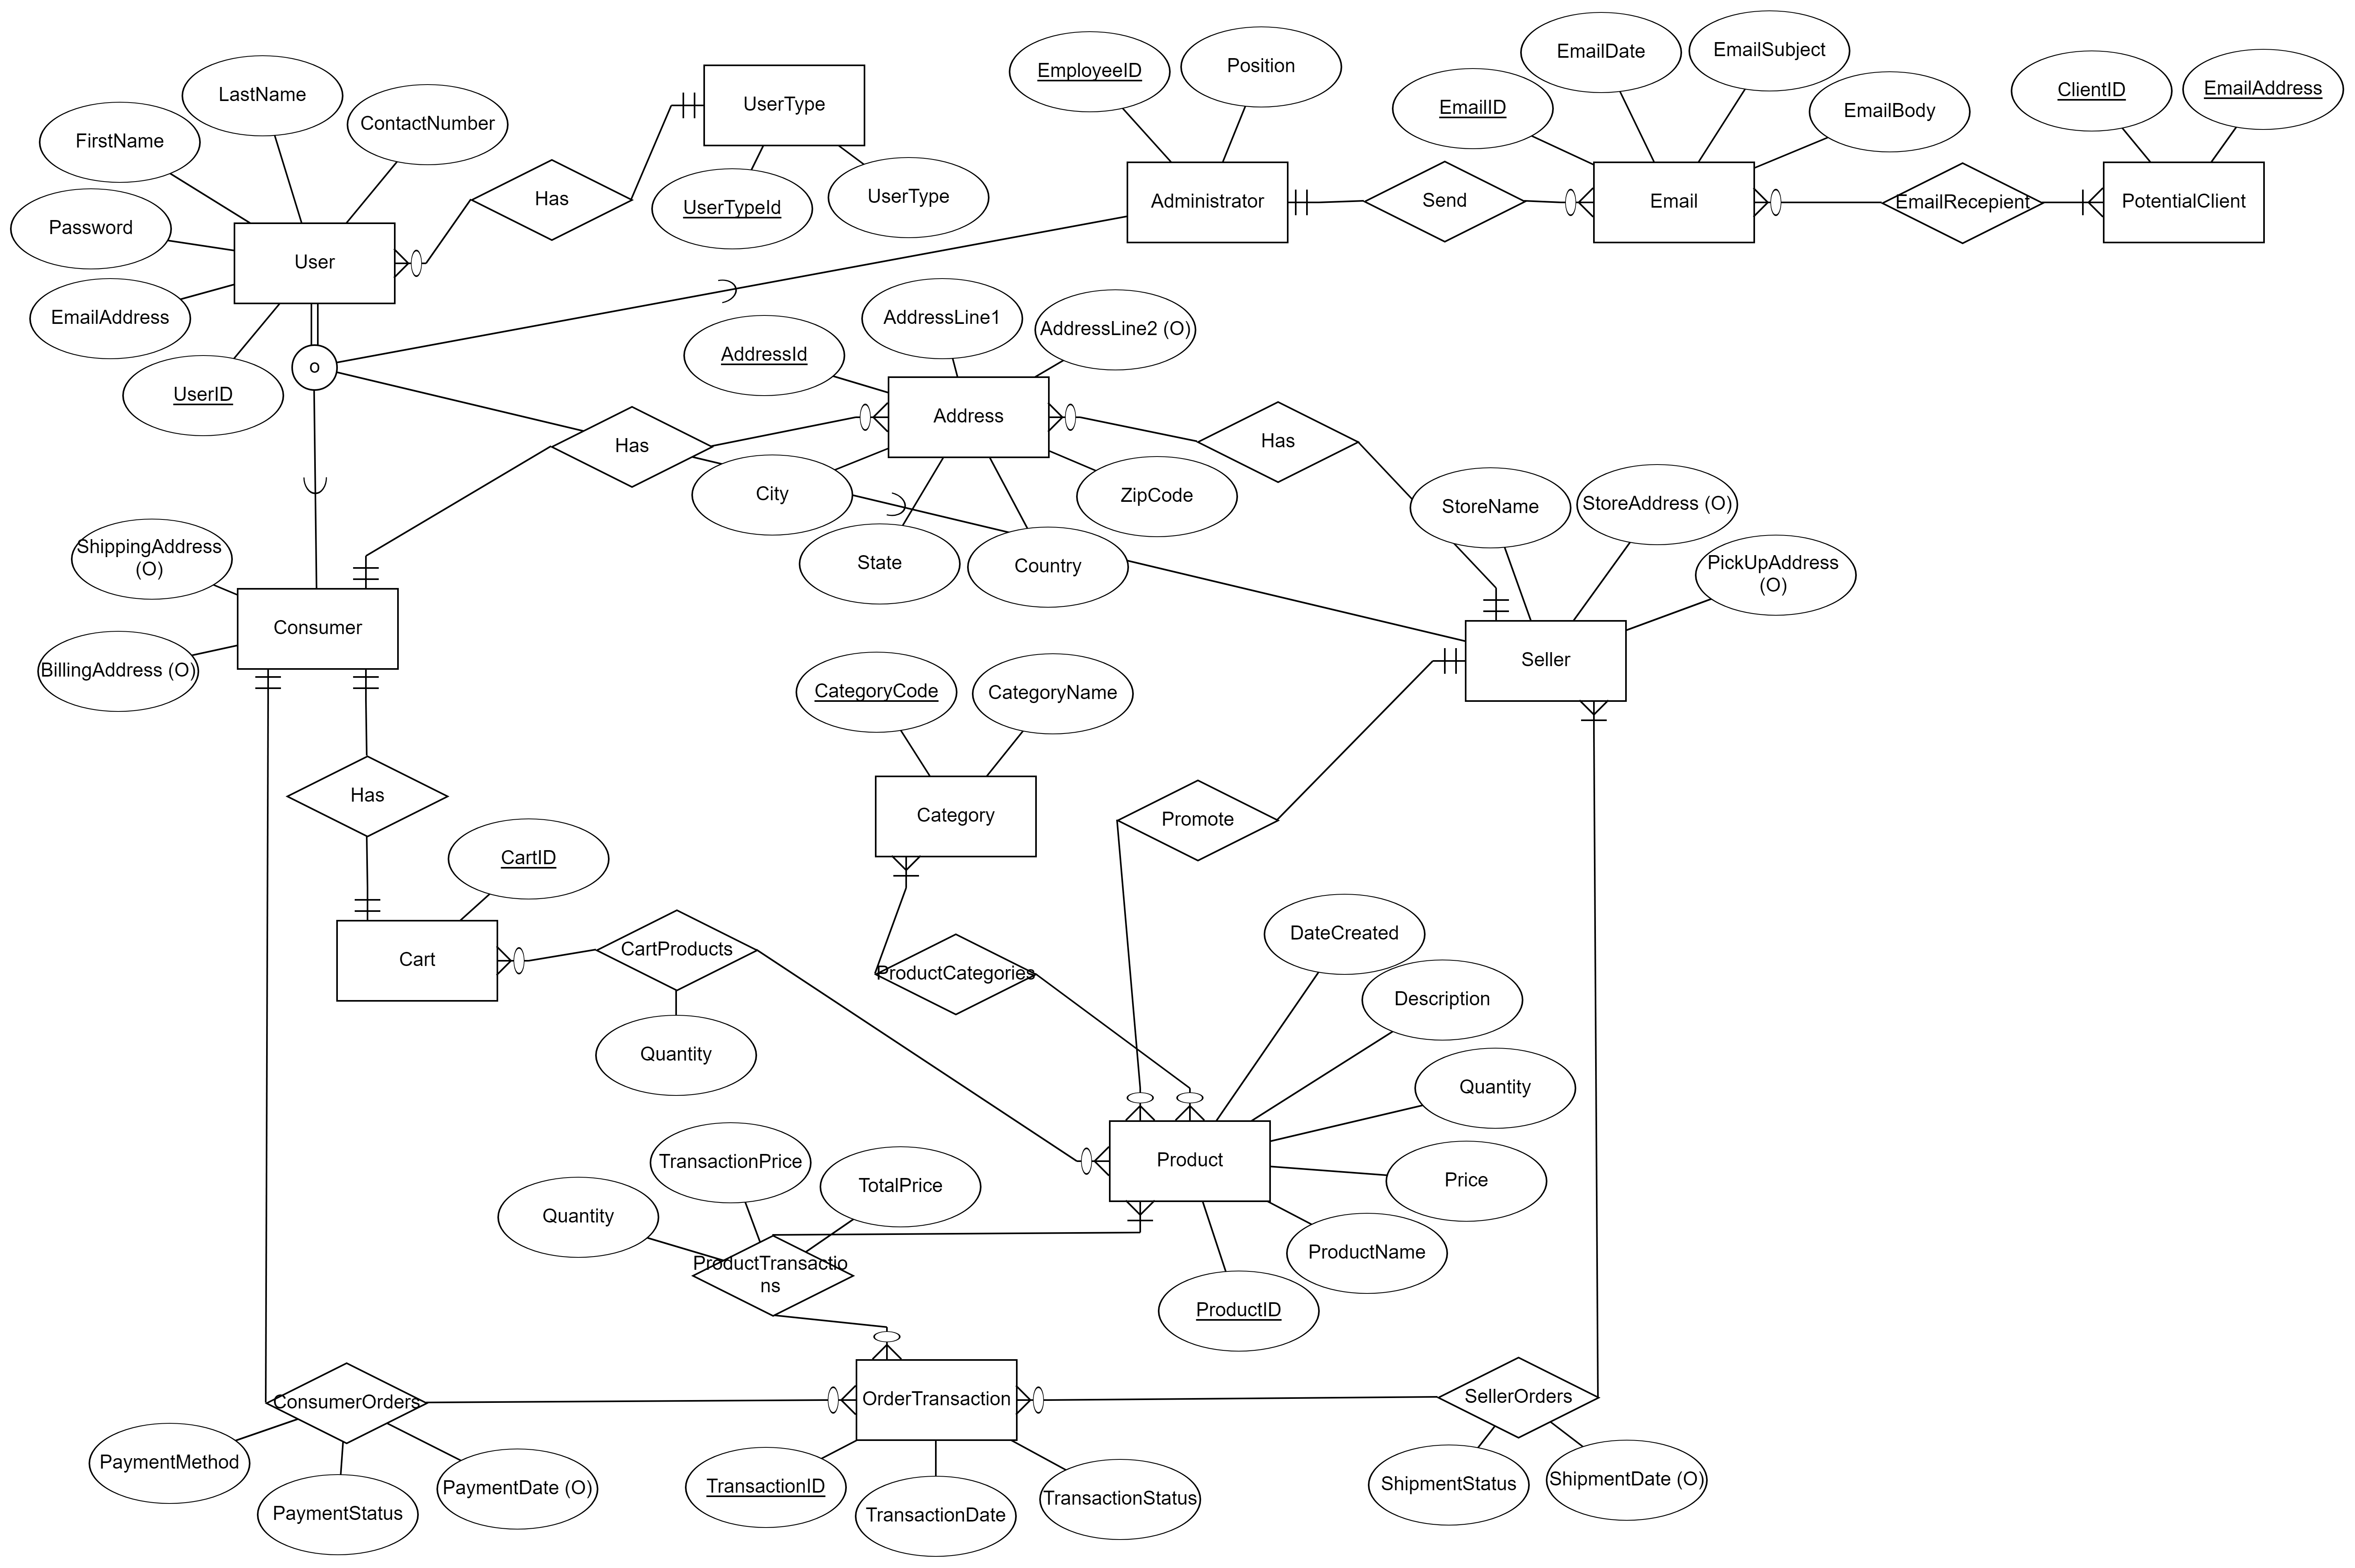 LastName
ContactNumber
FirstName
Password
EmailAddress
UserID
User
o
Has
UserType
UserTypeId
UserType
EmployeeID
Position
Administrator
Send
EmailID
EmailDate
EmailSubject
EmailBody
Email
EmailRecepient
ClientID
EmailAddress
PotentialClient
AddressId
AddressLine1
AddressLine2 (O)
Address
Has
City
State
Country
ZipCode
Has
StoreName
StoreAddress (O)
PickUpAddress
(O)
Seller
ShippingAddress
(O)
Consumer
BillingAddress (O)
Has
CartID
Cart
CartProducts
Quantity
CategoryCode
CategoryName
Category
ProductCategories
Promote
DateCreated
Description
Quantity
Price
ProductName
ProductID
Product
TransactionPrice
TotalPrice
Quantity
ProductTransactio
ns
ConsumerOrders
PaymentMethod
PaymentStatus
PaymentDate (O)
OrderTransaction
TransactionID
TransactionDate
TransactionStatus
SellerOrders
ShipmentStatus
ShipmentDate (O)